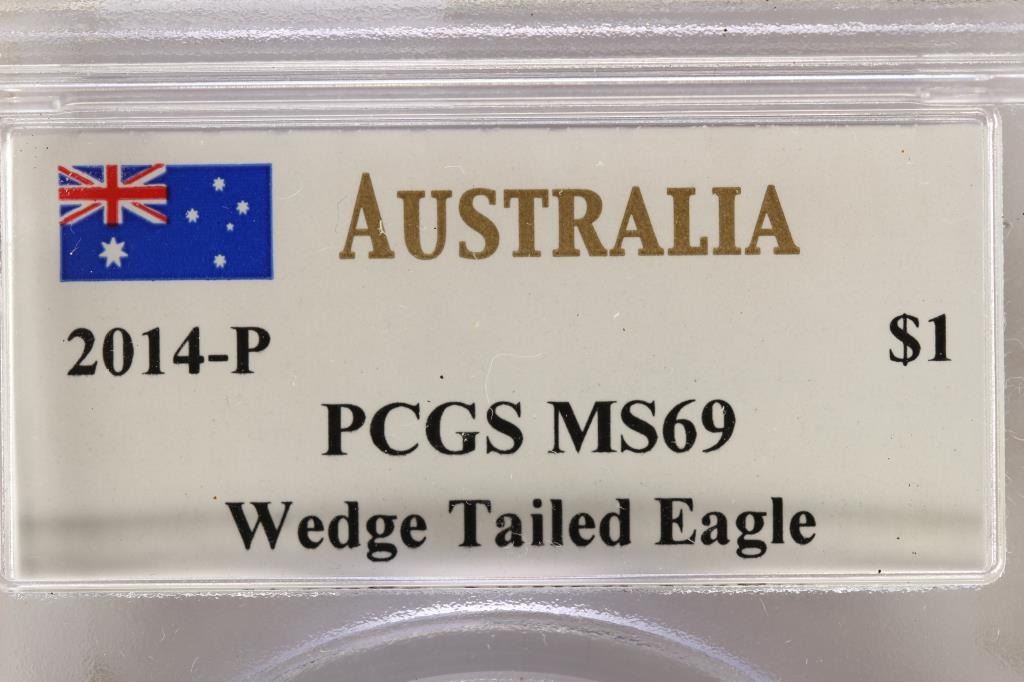 AUSTRALIA
2014-P $1
PCGS MS69
Wedge Tailed Eagle